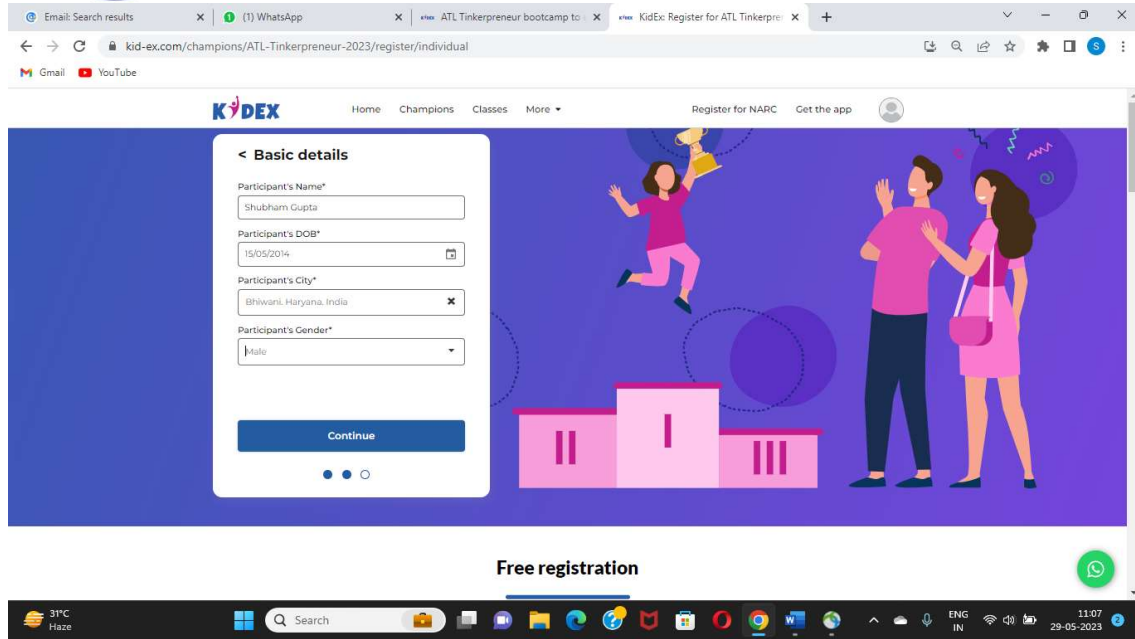 Email: Search results
(1) WhatsApp
KIDEX ATL Tinkerpreneur bootcamp to
KIDEX KidEx: Register for ATL Tinkerpre
kid-ex.com/champions/ATL-Tinkerpreneur-2023/register/individual
S
Gmail
YouTube
KIDEX
Home
Champions
Classes
More
Register for NARC
Get the app
< Basic details
Participant's Name*
Shubham Gupta
Participant's DOB*
15/05/2014
Participant's City*
Bhiwani, Haryana, India
Participant's Gender*
Male
Continue
II
I
III
Free registration
31°C
Haze
Search
ENG
IN
11:07
29-05-2023
2